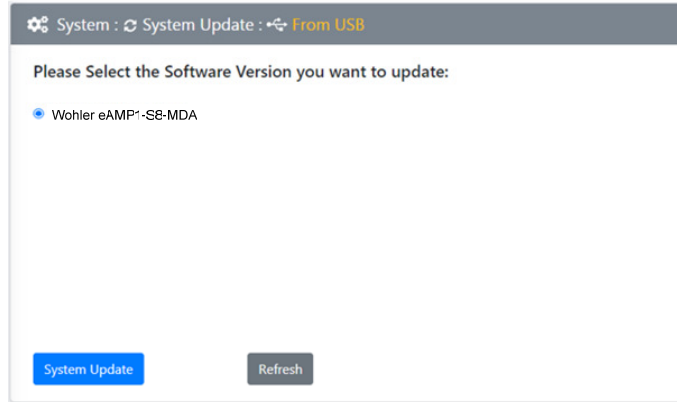 System : System Update : From USB
Please Select the Software Version you want to update:
Wohler eAMP1-S8-MDA
System Update
Refresh